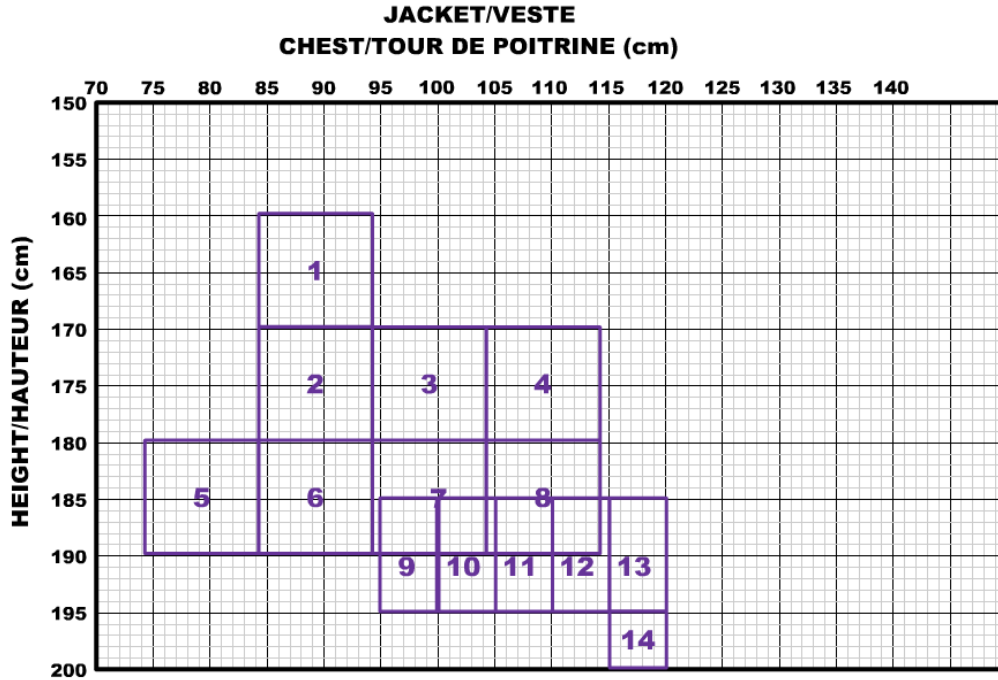 JACKET/VESTE
CHEST/TOUR DE POITRINE (cm)
70 75 80 85 90 95 100 105 110 115 120 125 130 135 140
HEIGHT/HAUTEUR (cm)
150
155
160
165 1
170
175 2 3 4
180
185 5 6 7 8
190 9 10 11 12 13
195
14
200